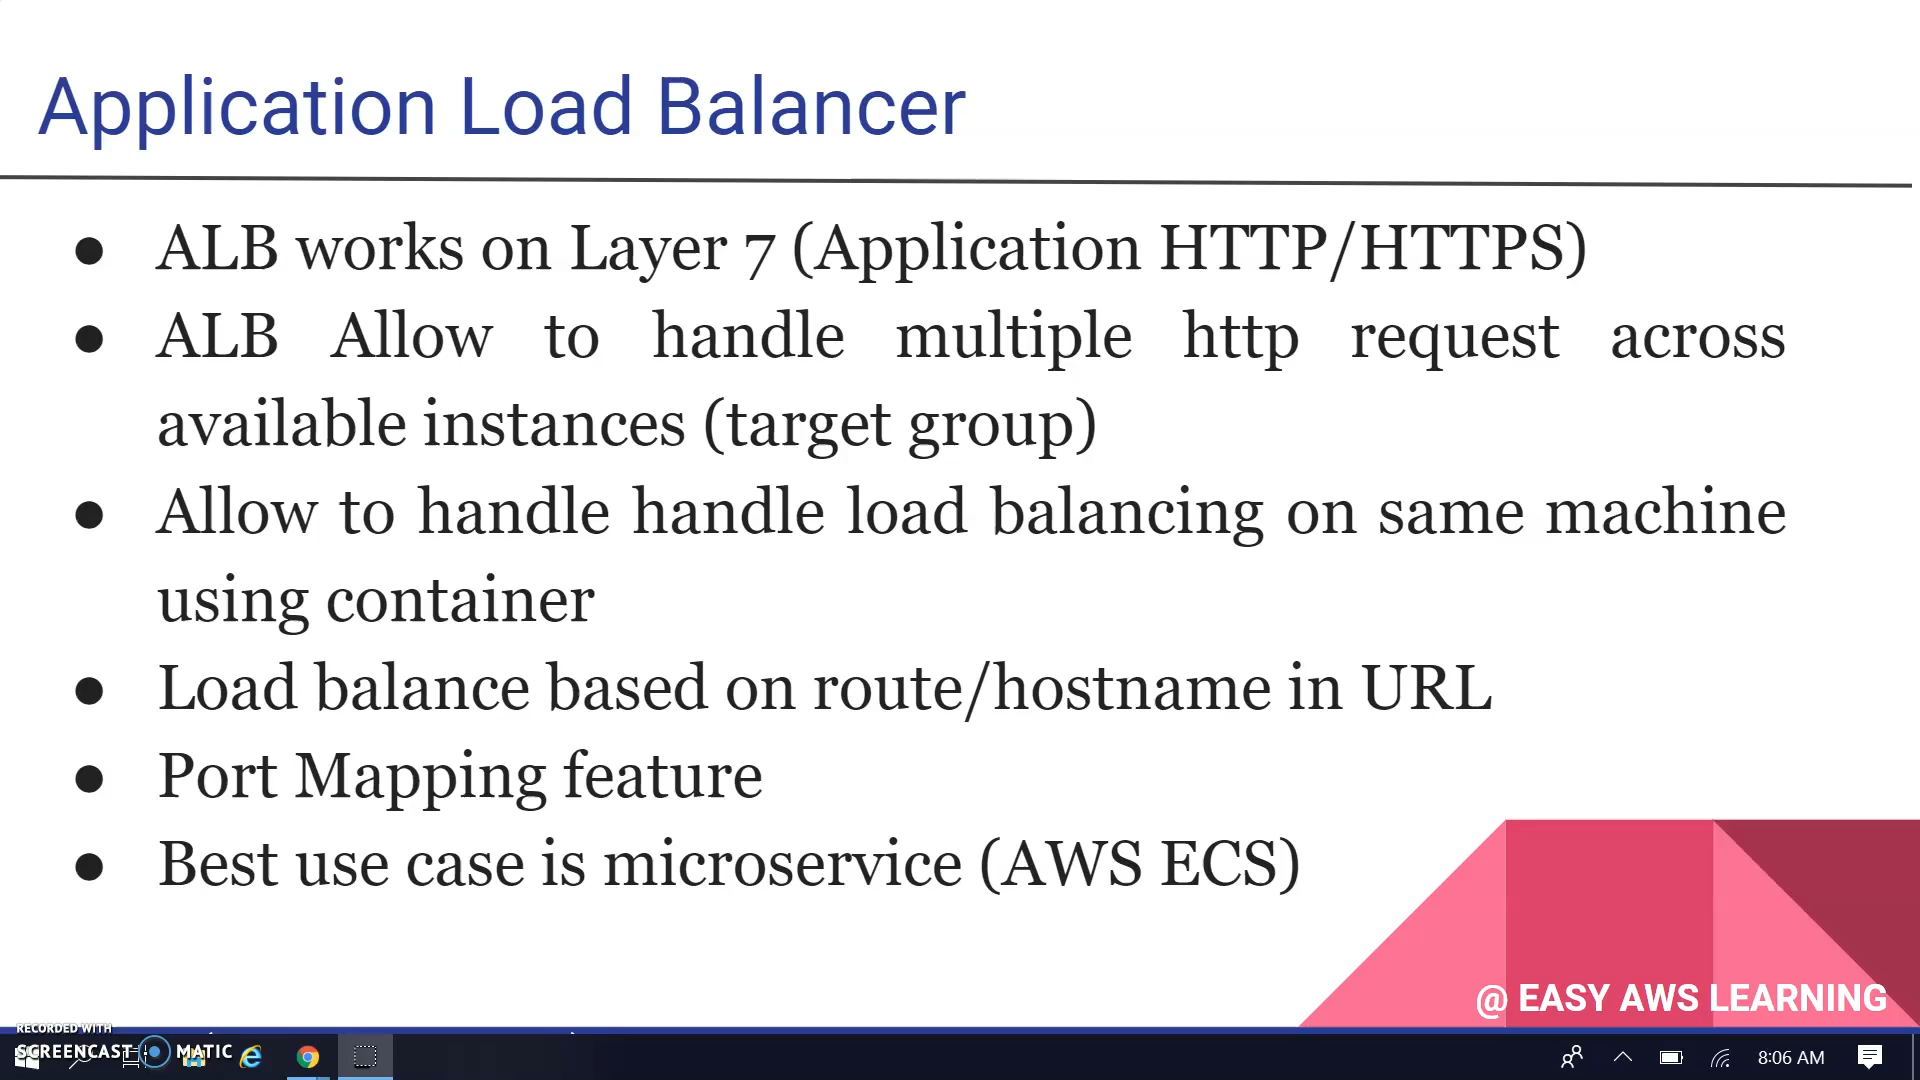 Application Load Balancer
● ALB works on Layer 7 (Application HTTP/HTTPS)
● ALB Allow to handle multiple http request across
available instances (target group)
● Allow to handle handle load balancing on same machine
using container
● Load balance based on route/hostname in URL
● Port Mapping feature
● Best use case is microservice (AWS ECS)
@ EASY AWS LEARNING
RECORDED WITH
SCREENCAST MATIC
8:06 AM